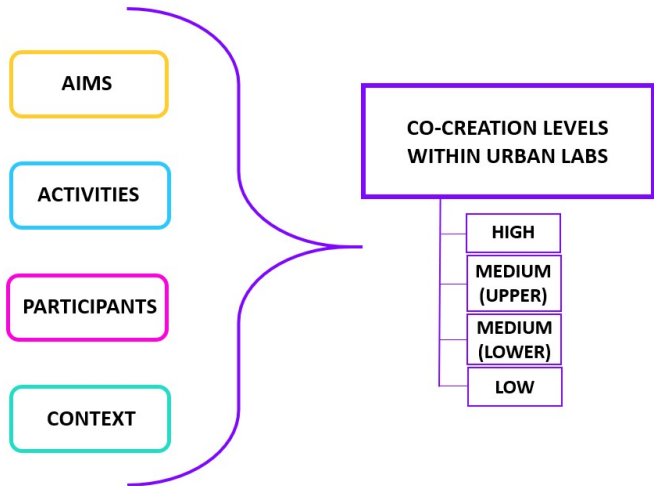 AIMS
ACTIVITIES
PARTICIPANTS
CONTEXT
CO-CREATION LEVELS
WITHIN URBAN LABS
HIGH
MEDIUM
(UPPER)
MEDIUM
(LOWER)
LOW